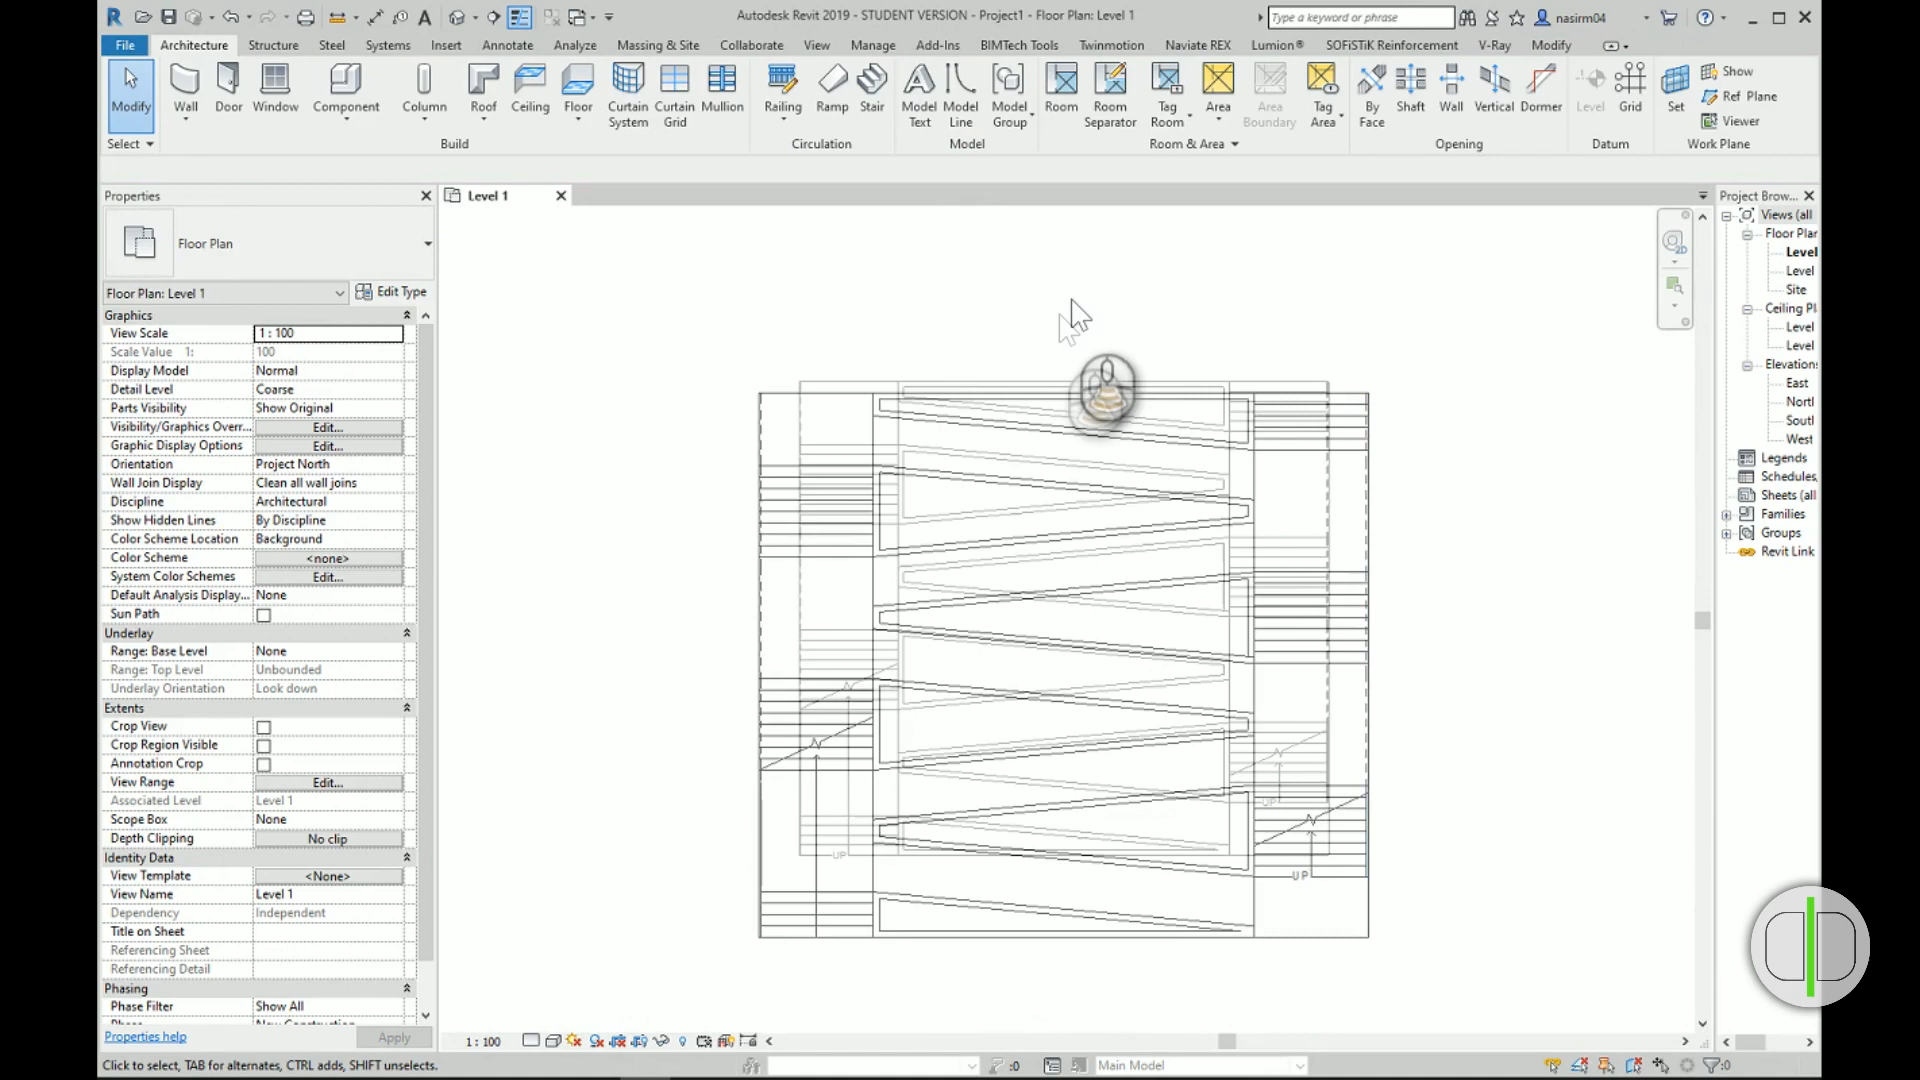 Autodesk Revit 2019 - STUDENT VERSION - Project1 - Floor Plan: Level 1
Type a keyword or phrase
nasirm04
File Architecture Structure Steel Systems Insert Annotate Analyze Massing & Site Collaborate View Manage Add-Ins BIMTech Tools Twinmotion Naviate REX Lumion® SOFiSTiK Reinforcement V-Ray Modify
Modify Wall Door Window Component Column Roof Ceiling Floor Curtain System Curtain Grid Mullion Railing Ramp Stair Model Text Model Line Model Group Room Room Separator Tag Room Area Area Boundary Tag Area By Face Shaft Wall Vertical Dormer Level Grid Set Show Ref Plane Viewer
Select Build Circulation Model Room & Area Opening Datum Work Plane
Properties
Level 1
Project Brow...
Floor Plan
Floor Plan: Level 1 Edit Type
Graphics
View Scale 1 : 100
Scale Value 1: 100
Display Model Normal
Detail Level Coarse
Parts Visibility Show Original
Visibility/Graphics Overr... Edit...
Graphic Display Options Edit...
Orientation Project North
Wall Join Display Clean all wall joins
Discipline Architectural
Show Hidden Lines By Discipline
Color Scheme Location Background
Color Scheme <none>
System Color Schemes Edit...
Default Analysis Display... None
Sun Path
Underlay
Range: Base Level None
Range: Top Level Unbounded
Underlay Orientation Look down
Extents
Crop View
Crop Region Visible
Annotation Crop
View Range Edit...
Associated Level Level 1
Scope Box None
Depth Clipping No clip
Identity Data
View Template <None>
View Name Level 1
Dependency Independent
Title on Sheet
Referencing Sheet
Referencing Detail
Phasing
Phase Filter Show All
Properties help Apply
UP
UP
UP
2D
Views (all
Floor Plan
Level
Level
Site
Ceiling Pl
Level
Level
Elevations
East
Nort
Sout
West
Legends
Schedules,
Sheets (all
Families
Groups
Revit Link
1 : 100
Click to select, TAB for alternates, CTRL adds, SHIFT unselects.
:0
Main Model
:0